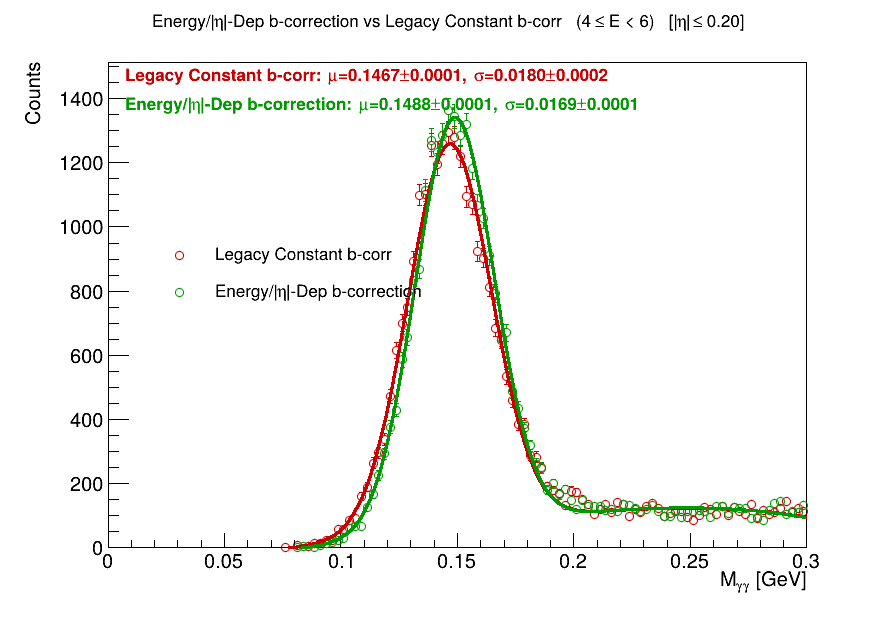 Energy/|η|-Dep b-correction vs Legacy Constant b-corr (4 ≤ E < 6) [|η| ≤ 0.20]
Counts
Legacy Constant b-corr: μ=0.1467±0.0001, σ=0.0180±0.0002
Energy/|η|-Dep b-correction: μ=0.1488±0.0001, σ=0.0169±0.0001
1400
1200
1000
800
600
400
200
0
Legacy Constant b-corr
Energy/|η|-Dep b-correction
0 0.05 0.1 0.15 0.2 0.25 0.3
Mγγ [GeV]